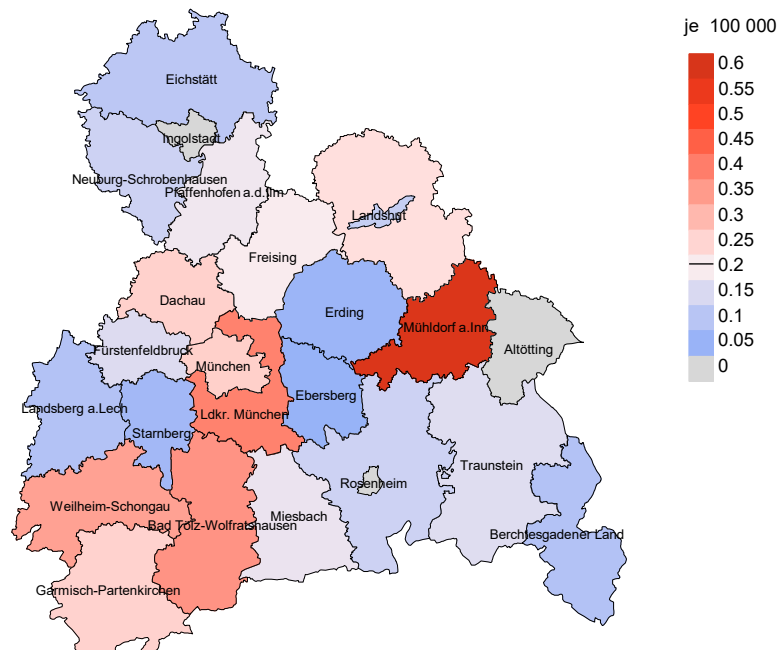 je 100 000
0.6
0.55
0.5
0.45
0.4
0.35
0.3
0.25
0.2
0.15
0.1
0.05
0
Eichstätt
Ingolstadt
Neuburg-Schrobenhausen
Pfaffenhofen a.d.Ilm
Landshut
Freising
Dachau
Erding
Mühldorf a.Inn
Altötting
Fürstenfeldbruck
München
Ebersberg
Landsberg a.Lech
Ldkr. München
Starnberg
Traunstein
Rosenheim
Weilheim-Schongau
Miesbach
Bad Tölz-Wolfratshausen
Berchtesgadener Land
Garmisch-Partenkirchen